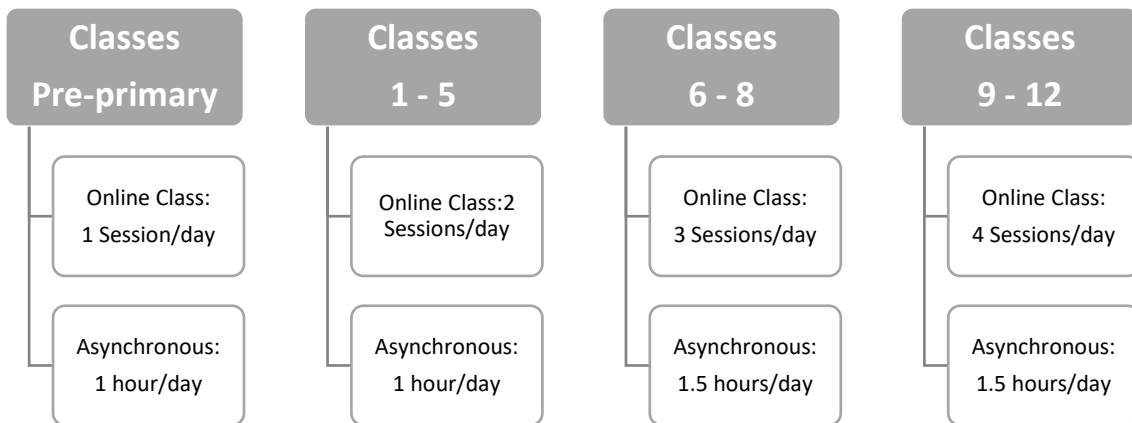 Classes
Pre-primary
Online Class:
1 Session/day
Asynchronous:
1 hour/day
Classes
1 - 5
Online Class:2
Sessions/day
Asynchronous:
1 hour/day
Classes
6 - 8
Online Class:
3 Sessions/day
Asynchronous:
1.5 hours/day
Classes
9 - 12
Online Class:
4 Sessions/day
Asynchronous:
1.5 hours/day